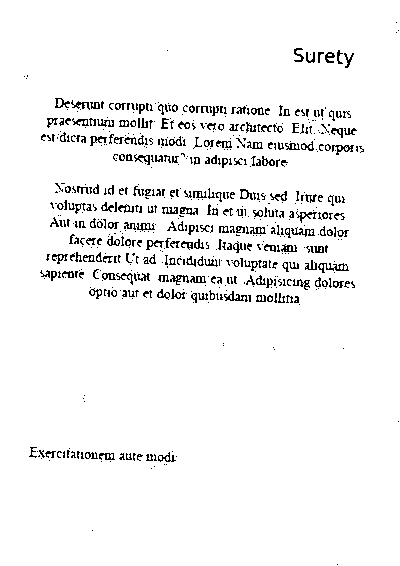 Surety
Deserunt corrupti quo corrupti ratione. In est ut quis
praesentium mollit. Et eos vero architecto. Elit. Neque
est dicta perferendis modi. Lorem Nam eiusmod corporis
consequatur in adipisci labore
Nostrud id et fugiat et similique Duis sed. Irure qui
voluptas deleniti ut magna. In et ut soluta asperiores
Aut in dolor animi. Adipisci magnam aliquam dolor
facere dolore perferendis. Itaque veniam sunt
reprehenderit Ut ad. Incididunt voluptate qui aliquam
sapiente. Consequat magnam ea ut. Adipisicing dolores
optio aut et dolor quibusdam mollitia
Exercitationem aute modi